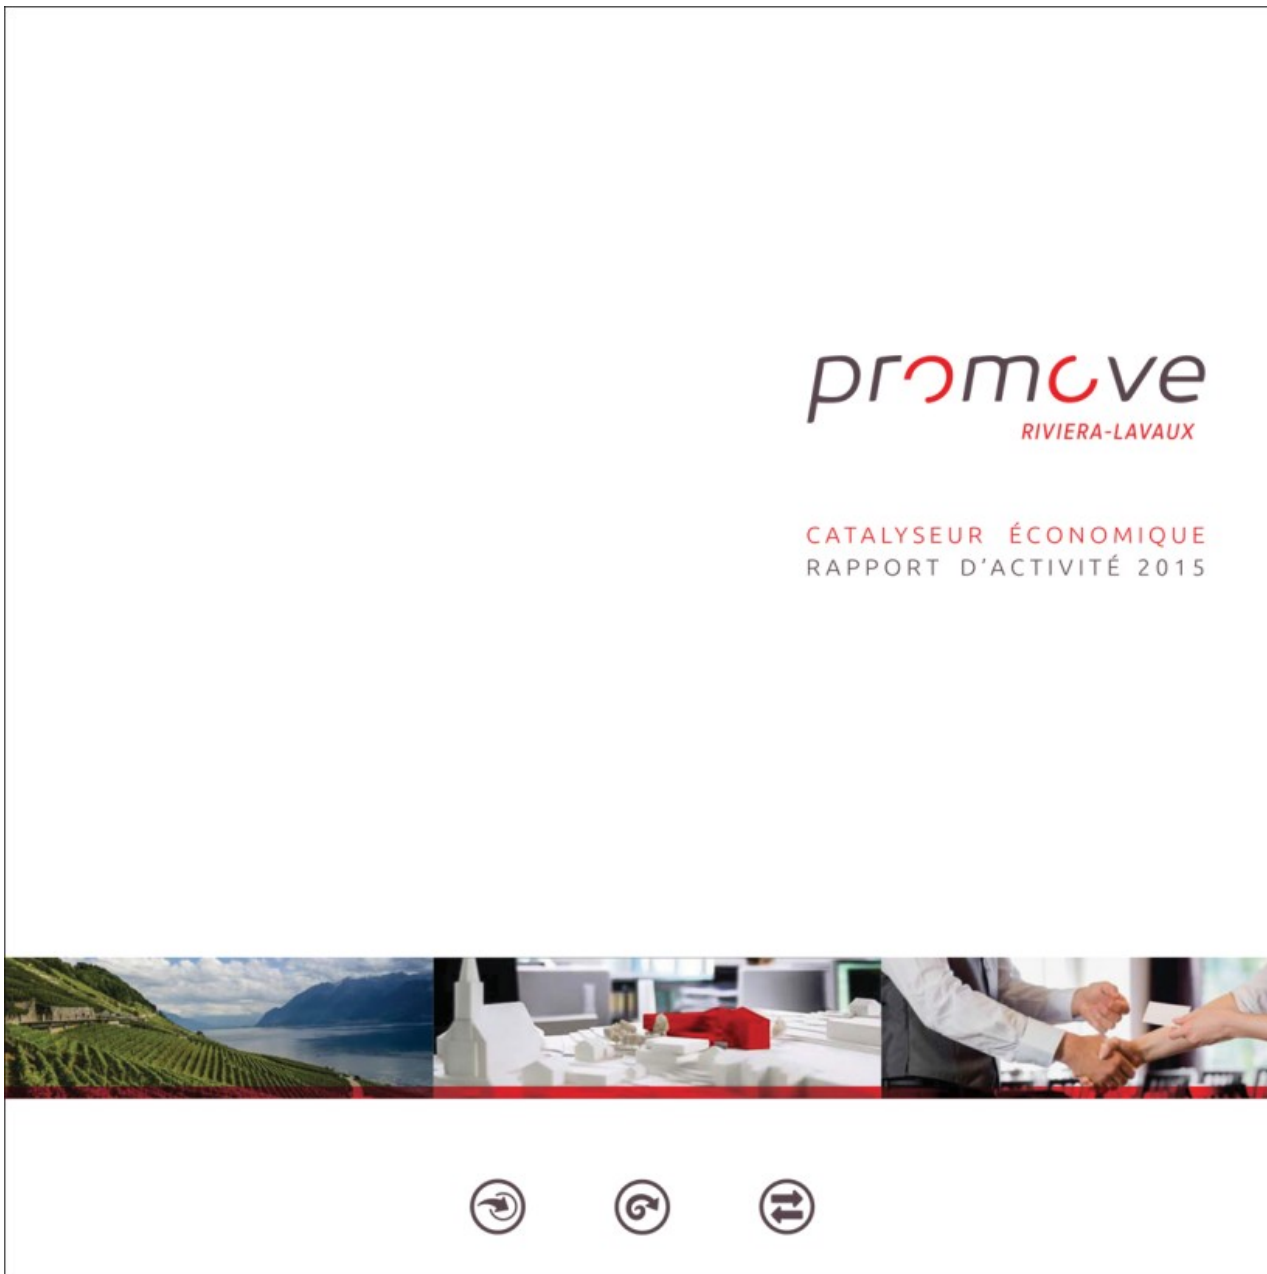 promove
RIVIERA-LAVAUX
CATALYSEUR ÉCONOMIQUE
RAPPORT D'ACTIVITÉ 2015